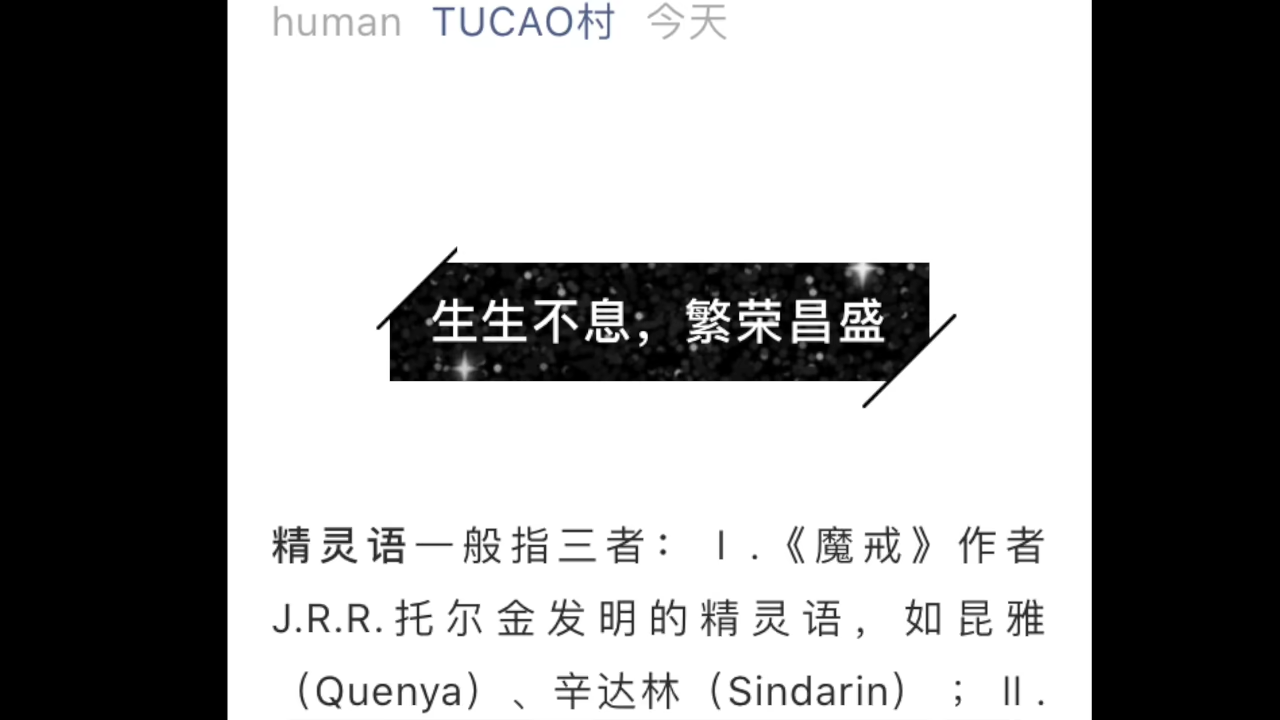 human TUCAO村 今天
生生不息，繁荣昌盛
精灵语一般指三者：Ⅰ.《魔戒》作者
J.R.R.托尔金发明的精灵语，如昆雅
（Quenya）、辛达林（Sindarin）；Ⅱ.